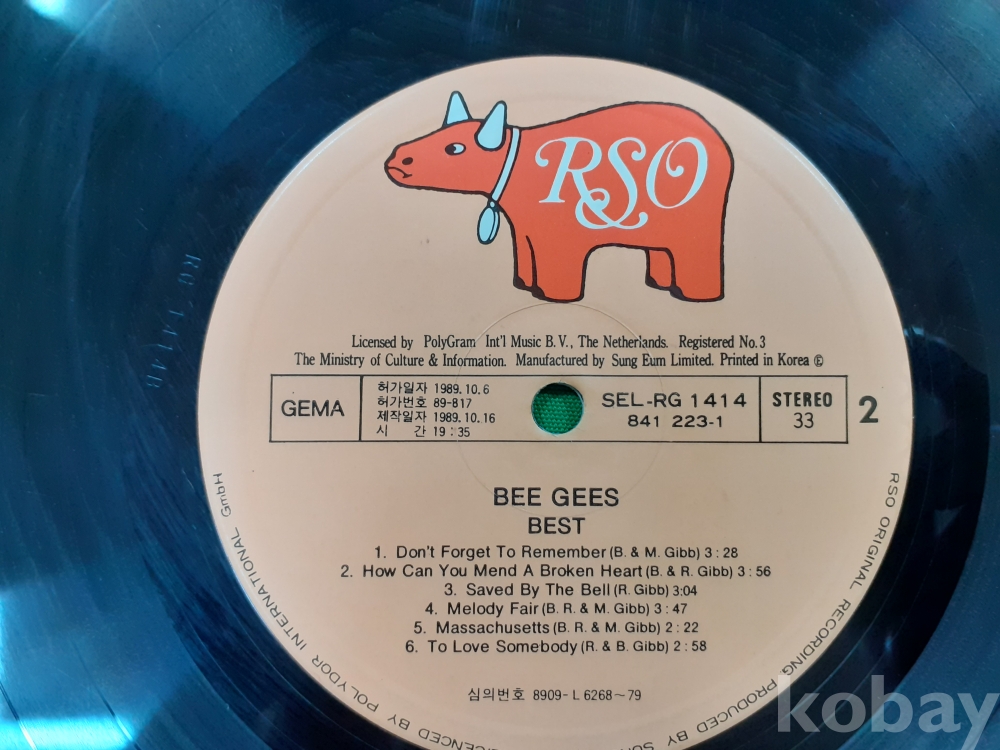 RSO
Licensed by PolyGram Int'l Music B.V., The Netherlands. Registered No.3
The Ministry of Culture & Information. Manufactured by Sung Eum Limited. Printed in Korea Ⓔ
GEMA
허가일자 1989.10.6
허가번호 89-817
제작일자 1989.10.16
시 간 19:35
SEL-RG 1414
841 223-1
STEREO
33
2
BEE GEES
BEST
1. Don't Forget To Remember (B. & M. Gibb) 3:28
2. How Can You Mend A Broken Heart (B. & R. Gibb) 3:56
3. Saved By The Bell (R. Gibb) 3:04
4. Melody Fair (B. R. & M. Gibb) 3:47
5. Massachusetts (B. R. & M. Gibb) 2:22
6. To Love Somebody (R. & B. Gibb) 2:58
심의번호 8909-L6268~79
RSO ORIGINAL RECORDING PRODUCED BY
BY POLYDOR INTERNATIONAL GmbH
kobay